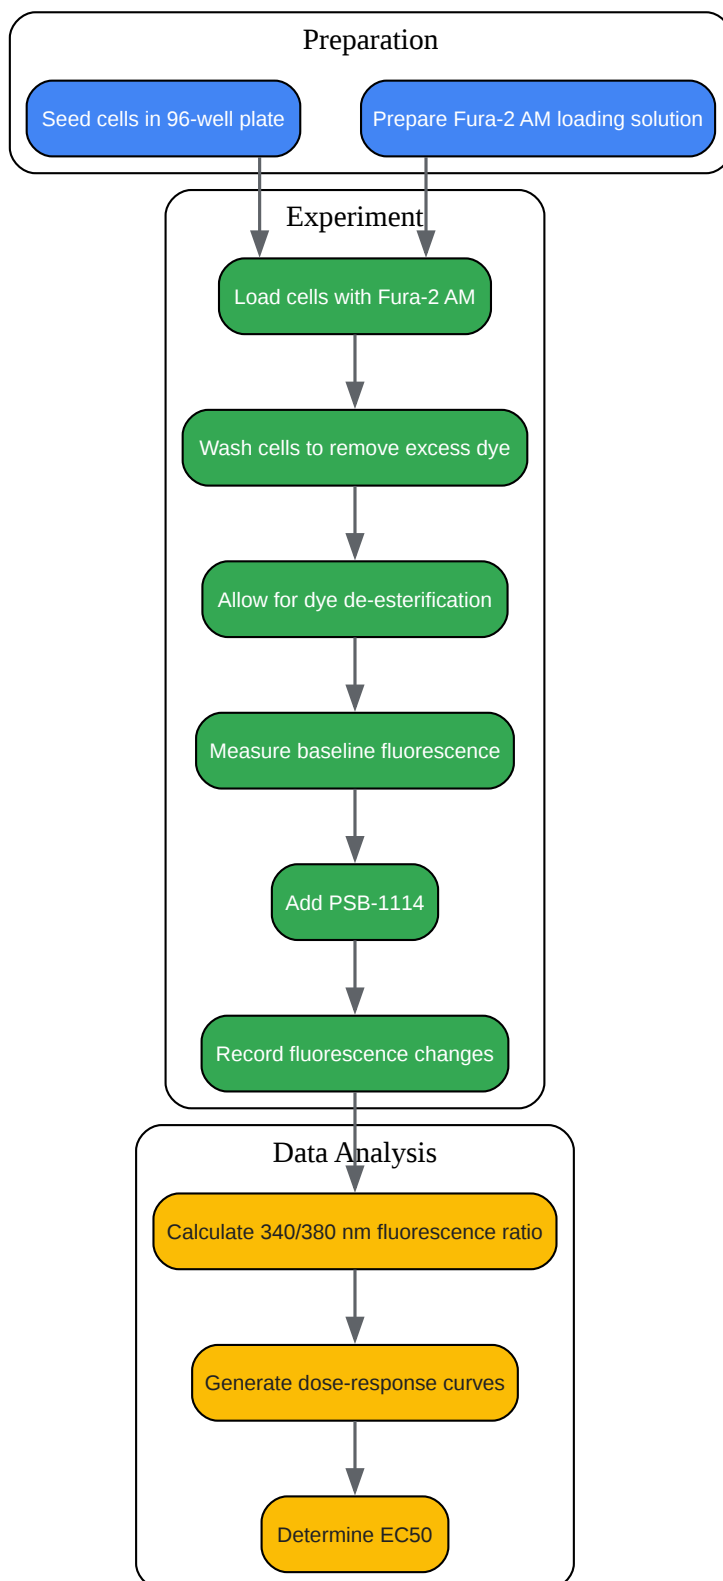 Preparation
Seed cells in 96-well plate
Prepare Fura-2 AM loading solution
Experiment
Load cells with Fura-2 AM
Wash cells to remove excess dye
Allow for dye de-esterification
Measure baseline fluorescence
Add PSB-1114
Record fluorescence changes
Data Analysis
Calculate 340/380 nm fluorescence ratio
Generate dose-response curves
Determine EC50